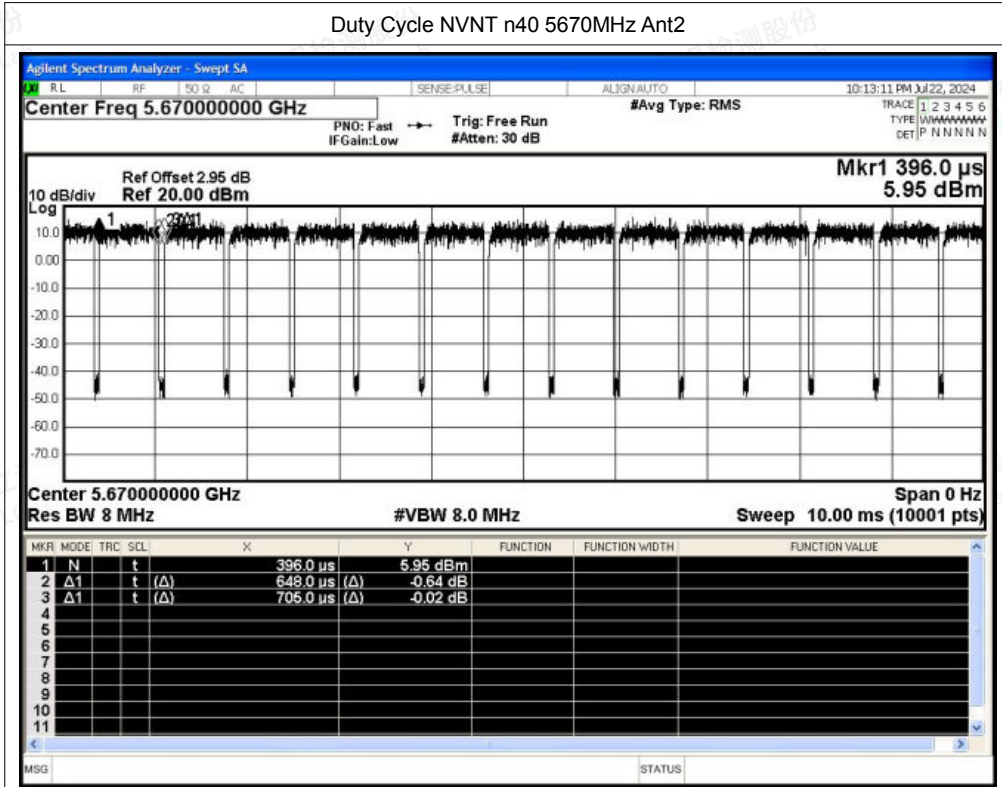 Duty Cycle NVNT n40 5670MHz Ant2
Agilent Spectrum Analyzer - Swept SA
RL RF 50 Ω AC SENSE:PULSE ALIGNAUTO 10:13:11 PM Jul 22, 2024
Center Freq 5.670000000 GHz #Avg Type: RMS TRACE 1 2 3 4 5 6
PNO: Fast Trig: Free Run TYPE
IFGain:Low #Atten: 30 dB DET P N N N N N
Mkr1 396.0 µs
Ref Offset 2.95 dB
10 dB/div Ref 20.00 dBm 5.95 dBm
Log
1
10.0
0.00
-10.0
-20.0
-30.0
-40.0
-50.0
-60.0
-70.0
Center 5.670000000 GHz Span 0 Hz
Res BW 8 MHz #VBW 8.0 MHz Sweep 10.00 ms (10001 pts)
MKR MODE TRC SCL X Y FUNCTION FUNCTION WIDTH FUNCTION VALUE
1 N t 396.0 µs 5.95 dBm
2 Δ1 t (Δ) 648.0 µs (Δ) -0.64 dB
3 Δ1 t (Δ) 705.0 µs (Δ) -0.02 dB
4
5
6
7
8
9
10
11
MSG STATUS